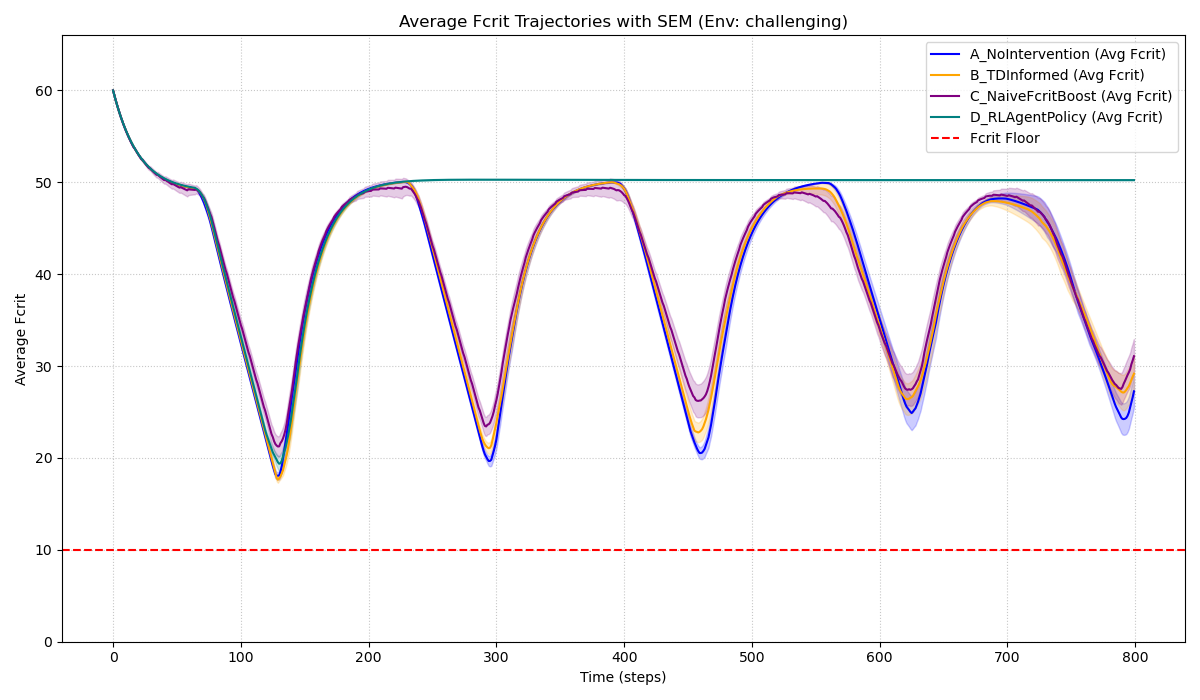 Average Fcrit Trajectories with SEM (Env: challenging)
A_NoIntervention (Avg Fcrit)
B_TDInformed (Avg Fcrit)
C_NaiveFcritBoost (Avg Fcrit)
D_RLAgentPolicy (Avg Fcrit)
Fcrit Floor
Average Fcrit
60
50
40
30
20
10
0
0 100 200 300 400 500 600 700 800
Time (steps)